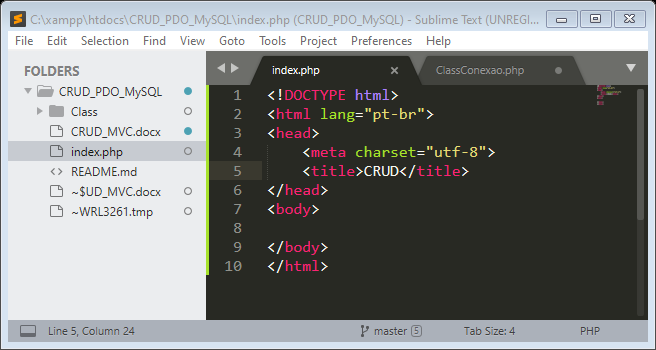 C:\xampp\htdocs\CRUD_PDO_MySQL\index.php (CRUD_PDO_MySQL) - Sublime Text (UNREGI...
File Edit Selection Find View Goto Tools Project Preferences Help
FOLDERS
CRUD_PDO_MySQL
Class
CRUD_MVC.docx
index.php
README.md
~$UD_MVC.docx
~WRL3261.tmp
index.php ClassConexao.php
1 <!DOCTYPE html>
2 <html lang="pt-br">
3 <head>
4 <meta charset="utf-8">
5 <title>CRUD</title>
6 </head>
7 <body>
8
9 </body>
10 </html>
Line 5, Column 24 master 5 Tab Size: 4 PHP